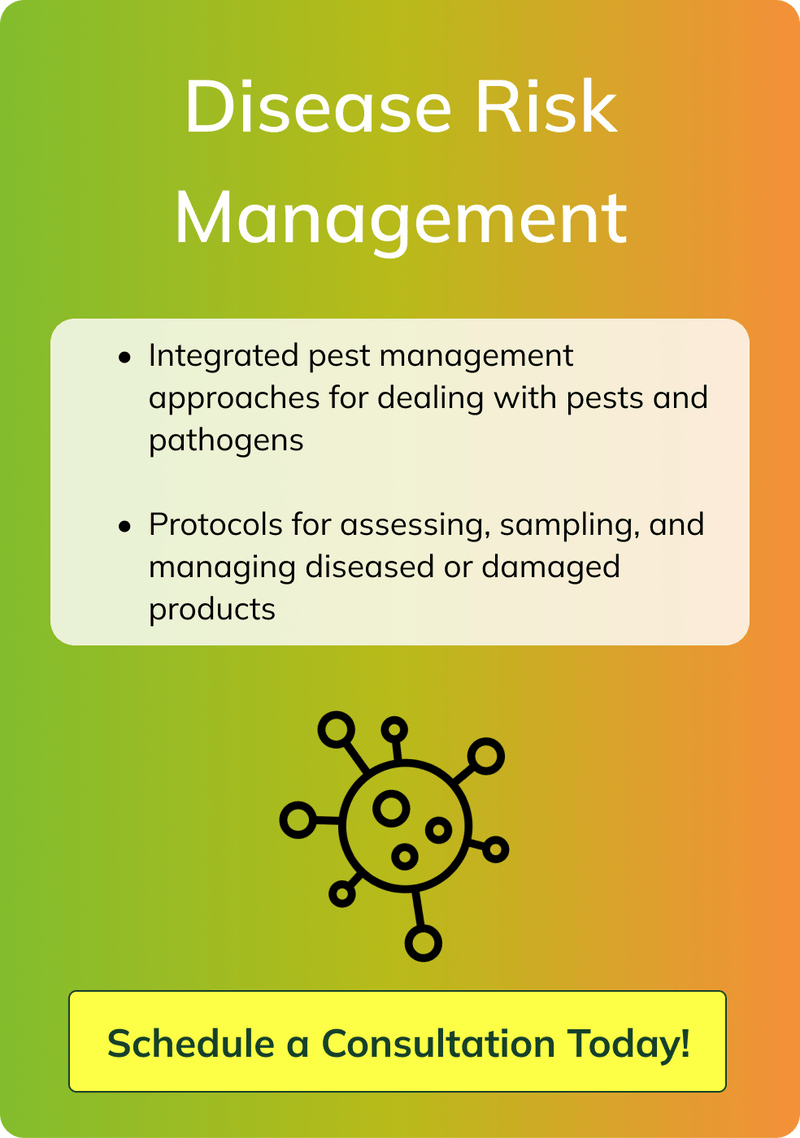 Disease Risk
Management
• Integrated pest management
approaches for dealing with pests and
pathogens
• Protocols for assessing, sampling, and
managing diseased or damaged
products
Schedule a Consultation Today!